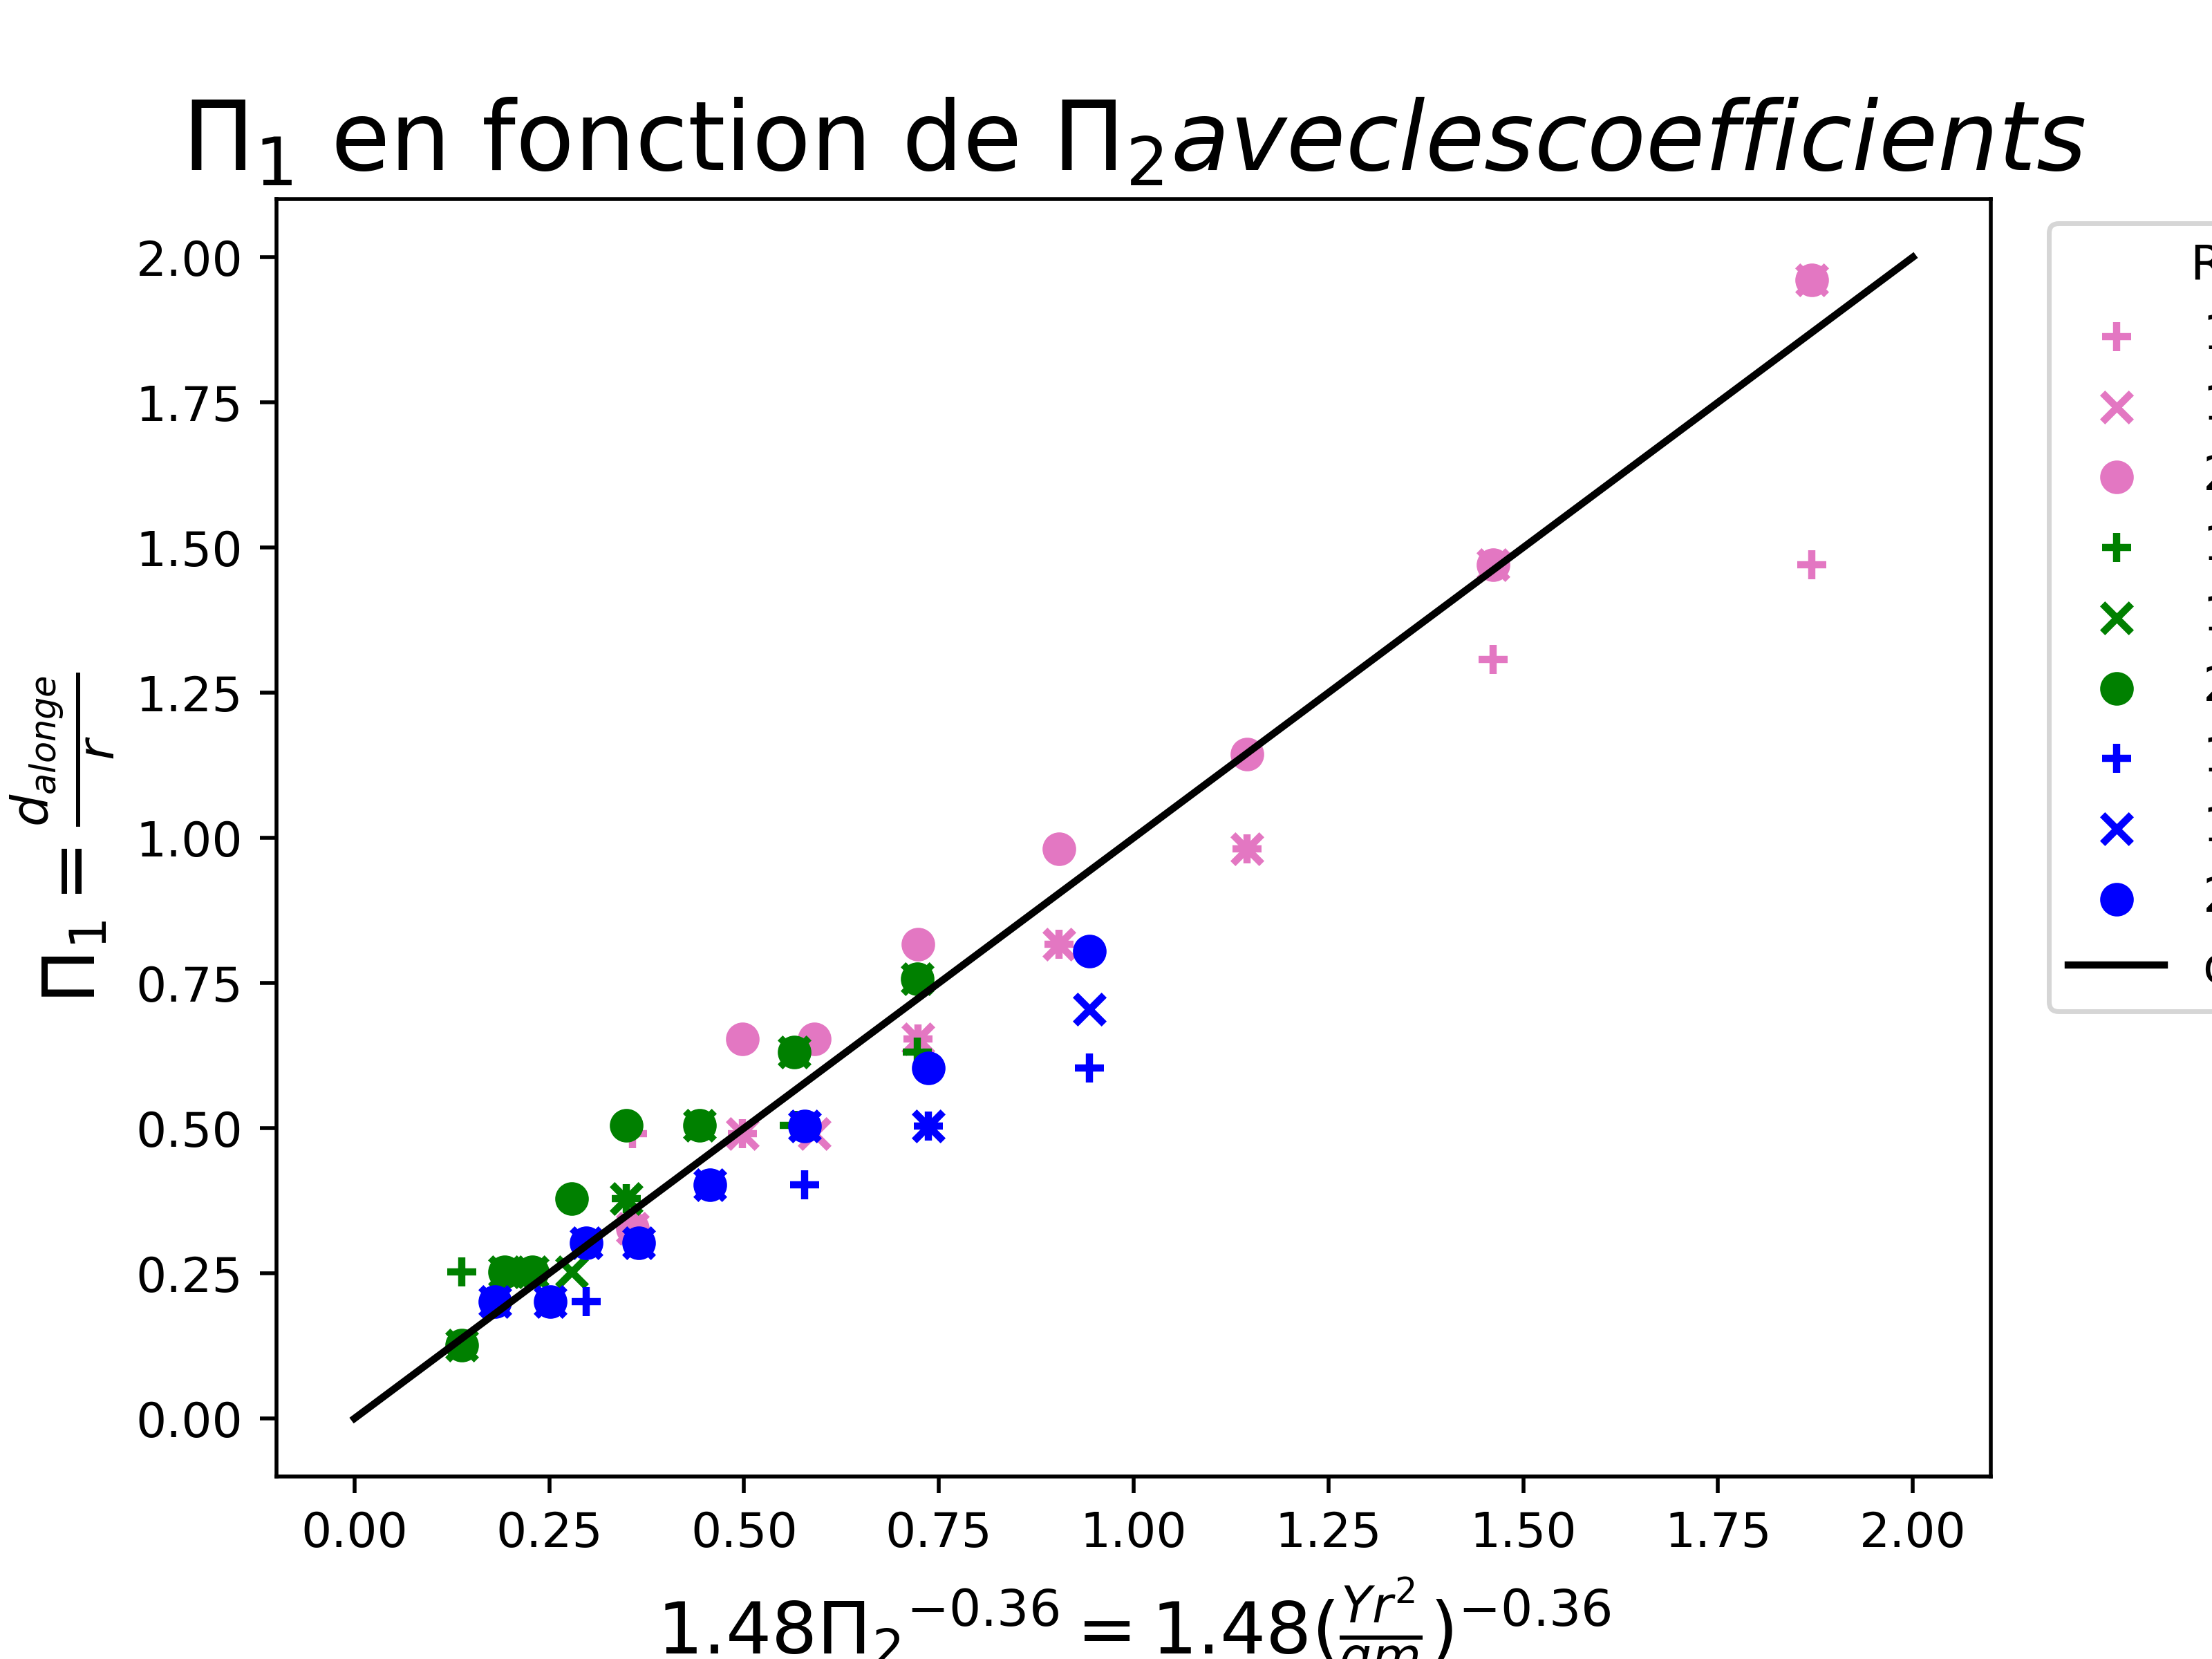 Π₁ en fonction de Π₂aveclescoefficients
Π₁ = d_alonge / r
2.00
1.75
1.50
1.25
1.00
0.75
0.50
0.25
0.00
0.00 0.25 0.50 0.75 1.00 1.25 1.50 1.75 2.00
1.48Π₂^−0.36 = 1.48(Yr²/gm)^−0.36
R